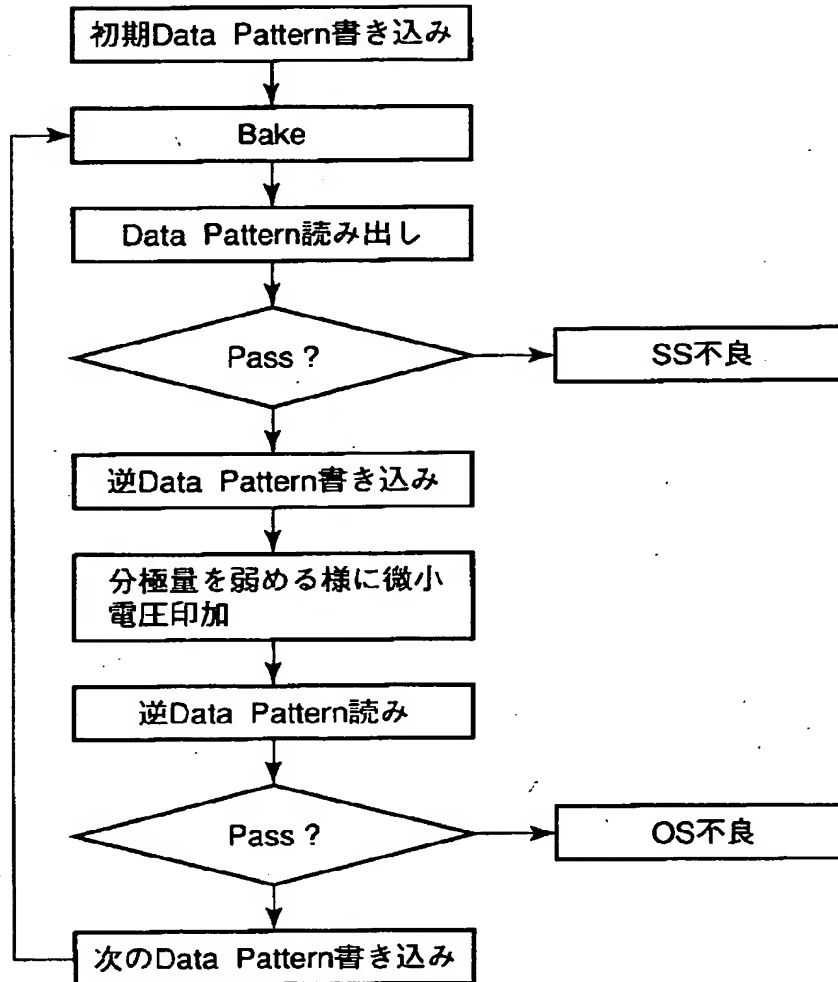 初期Data Pattern書き込み
Bake
Data Pattern読み出し
Pass ?
SS不良
逆Data Pattern書き込み
分極量を弱める様に微小
電圧印加
逆Data Pattern読み
Pass ?
OS不良
次のData Pattern書き込み